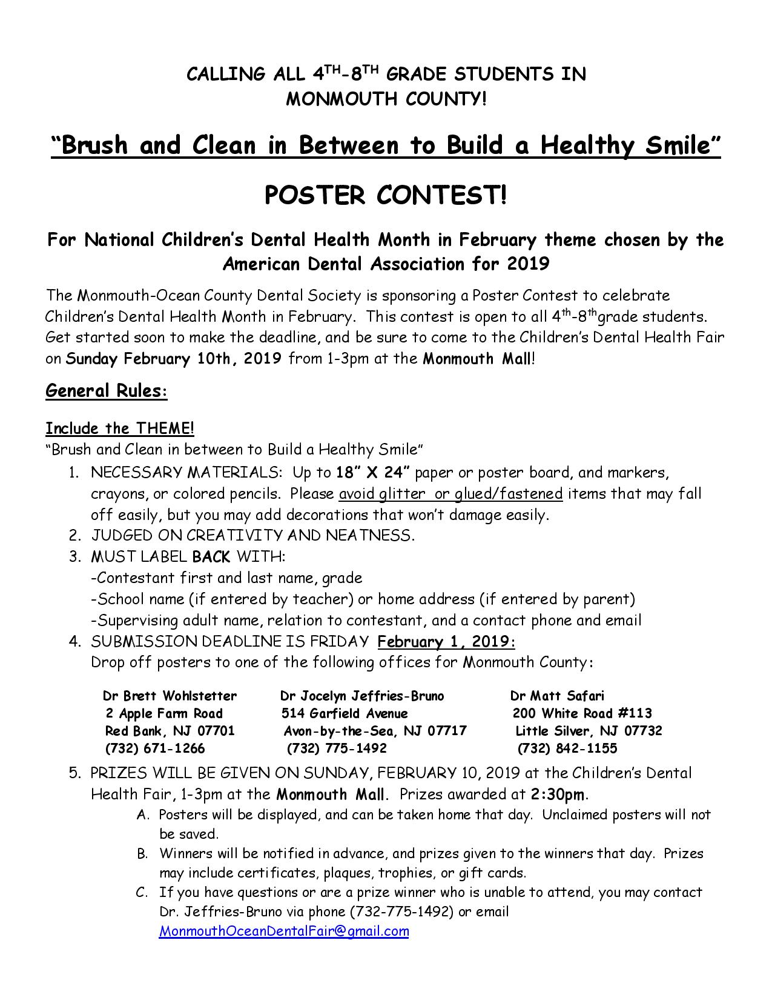 CALLING ALL 4TH-8TH GRADE STUDENTS IN
MONMOUTH COUNTY!
“Brush and Clean in Between to Build a Healthy Smile”
POSTER CONTEST!
For National Children’s Dental Health Month in February theme chosen by the
American Dental Association for 2019
The Monmouth-Ocean County Dental Society is sponsoring a Poster Contest to celebrate
Children’s Dental Health Month in February. This contest is open to all 4th-8thgrade students.
Get started soon to make the deadline, and be sure to come to the Children’s Dental Health Fair
on Sunday February 10th, 2019 from 1-3pm at the Monmouth Mall!
General Rules:
Include the THEME!
“Brush and Clean in between to Build a Healthy Smile”
1. NECESSARY MATERIALS: Up to 18” X 24” paper or poster board, and markers,
crayons, or colored pencils. Please avoid glitter or glued/fastened items that may fall
off easily, but you may add decorations that won’t damage easily.
2. JUDGED ON CREATIVITY AND NEATNESS.
3. MUST LABEL BACK WITH:
-Contestant first and last name, grade
-School name (if entered by teacher) or home address (if entered by parent)
-Supervising adult name, relation to contestant, and a contact phone and email
4. SUBMISSION DEADLINE IS FRIDAY February 1, 2019:
Drop off posters to one of the following offices for Monmouth County:
Dr Brett Wohlstetter Dr Jocelyn Jeffries-Bruno Dr Matt Safari
2 Apple Farm Road 514 Garfield Avenue 200 White Road #113
Red Bank, NJ 07701 Avon-by-the-Sea, NJ 07717 Little Silver, NJ 07732
(732) 671-1266 (732) 775-1492 (732) 842-1155
5. PRIZES WILL BE GIVEN ON SUNDAY, FEBRUARY 10, 2019 at the Children’s Dental
Health Fair, 1-3pm at the Monmouth Mall. Prizes awarded at 2:30pm.
A. Posters will be displayed, and can be taken home that day. Unclaimed posters will not
be saved.
B. Winners will be notified in advance, and prizes given to the winners that day. Prizes
may include certificates, plaques, trophies, or gift cards.
C. If you have questions or are a prize winner who is unable to attend, you may contact
Dr. Jeffries-Bruno via phone (732-775-1492) or email
MonmouthOceanDentalFair@gmail.com